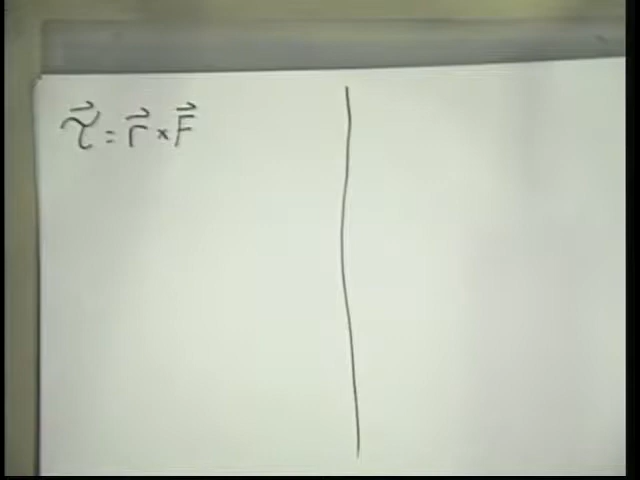 τ⃗ = r⃗ × F⃗